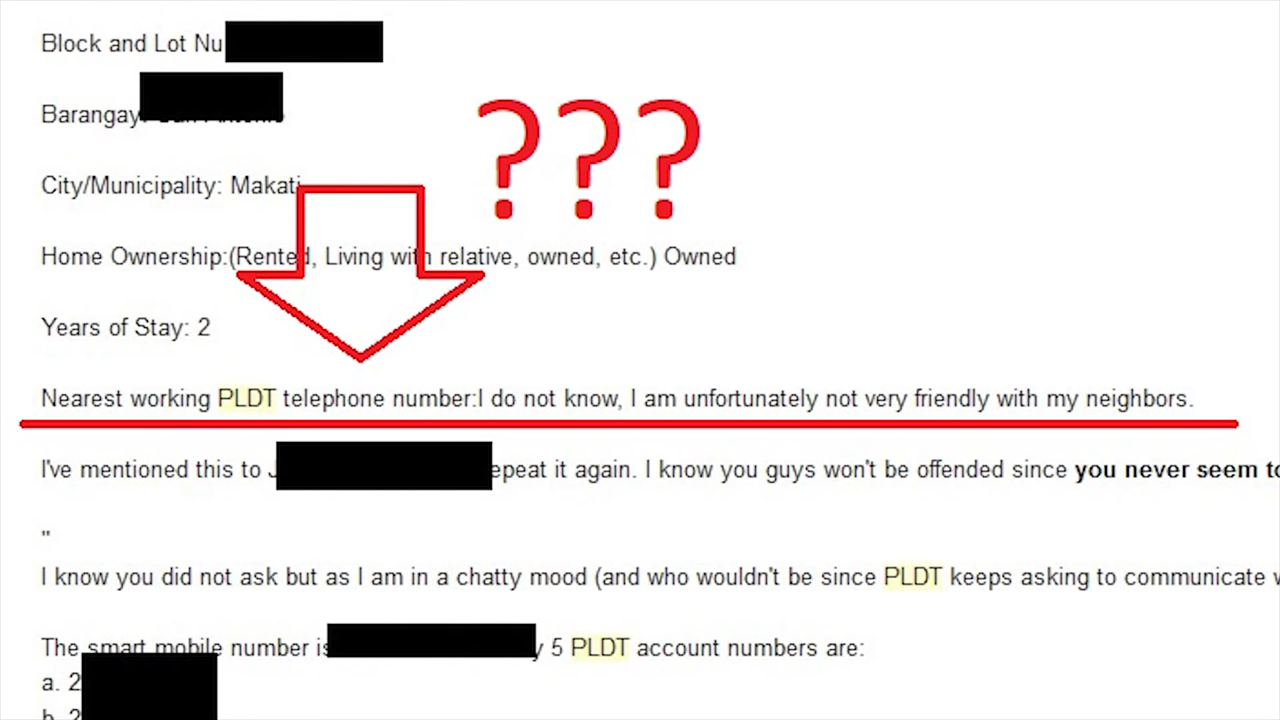 Block and Lot Nu
Barangay:
???
City/Municipality: Makati
Home Ownership:(Rented, Living with relative, owned, etc.) Owned
Years of Stay: 2
Nearest working PLDT telephone number:I do not know, I am unfortunately not very friendly with my neighbors.
I've mentioned this to J epeat it again. I know you guys won't be offended since you never seem to
"
I know you did not ask but as I am in a chatty mood (and who wouldn't be since PLDT keeps asking to communicate w
The smart mobile number is y 5 PLDT account numbers are:
a. 2
b. 2